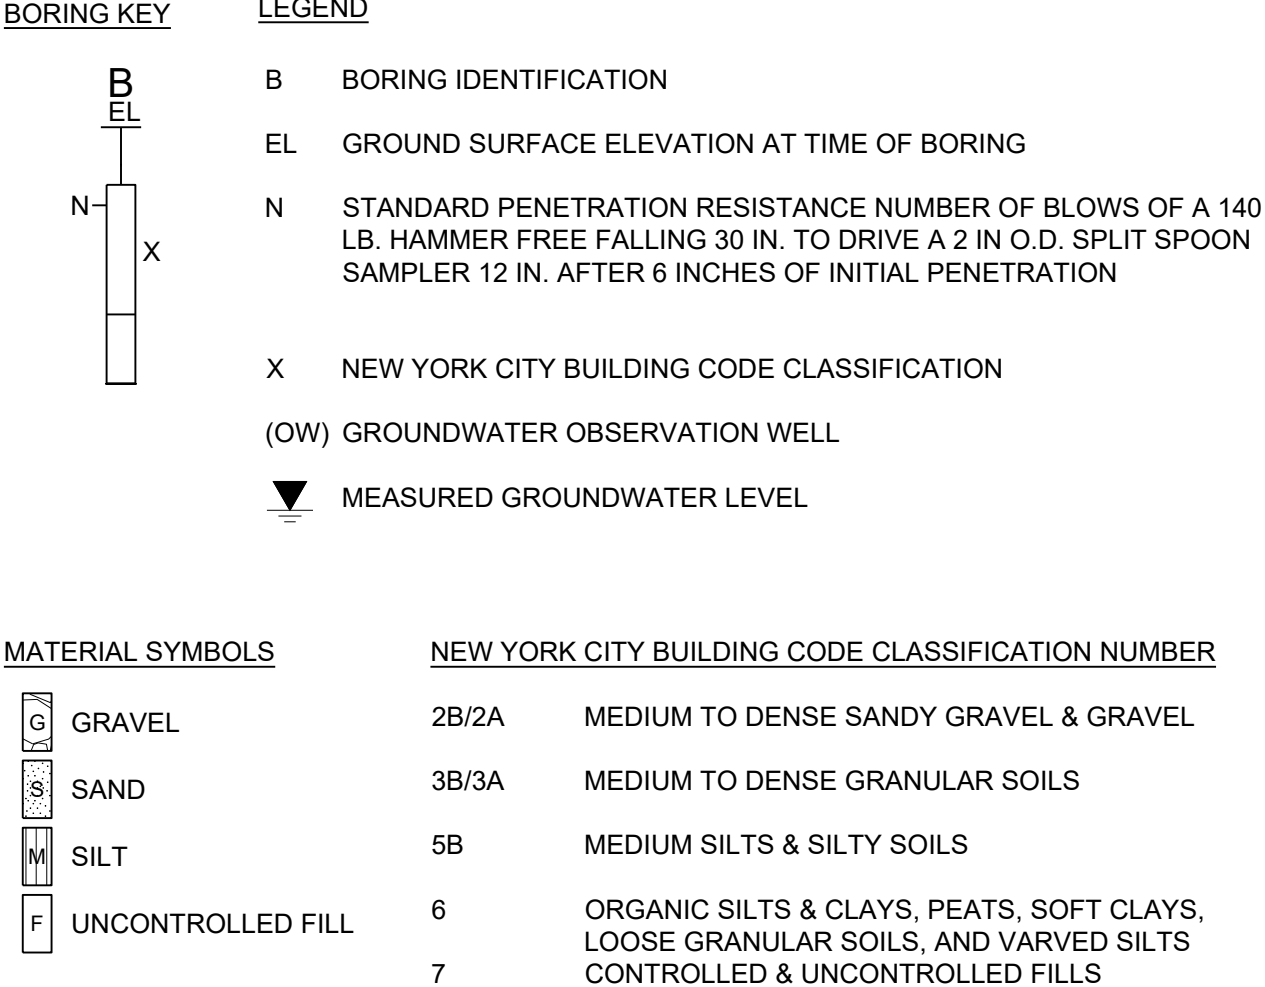 BORING KEY
LEGEND
B
EL
N
X
B BORING IDENTIFICATION
EL GROUND SURFACE ELEVATION AT TIME OF BORING
N STANDARD PENETRATION RESISTANCE NUMBER OF BLOWS OF A 140
LB. HAMMER FREE FALLING 30 IN. TO DRIVE A 2 IN O.D. SPLIT SPOON
SAMPLER 12 IN. AFTER 6 INCHES OF INITIAL PENETRATION
X NEW YORK CITY BUILDING CODE CLASSIFICATION
(OW) GROUNDWATER OBSERVATION WELL
MEASURED GROUNDWATER LEVEL
MATERIAL SYMBOLS
G GRAVEL
S SAND
M SILT
F UNCONTROLLED FILL
NEW YORK CITY BUILDING CODE CLASSIFICATION NUMBER
2B/2A MEDIUM TO DENSE SANDY GRAVEL & GRAVEL
3B/3A MEDIUM TO DENSE GRANULAR SOILS
5B MEDIUM SILTS & SILTY SOILS
6 ORGANIC SILTS & CLAYS, PEATS, SOFT CLAYS,
LOOSE GRANULAR SOILS, AND VARVED SILTS
7 CONTROLLED & UNCONTROLLED FILLS